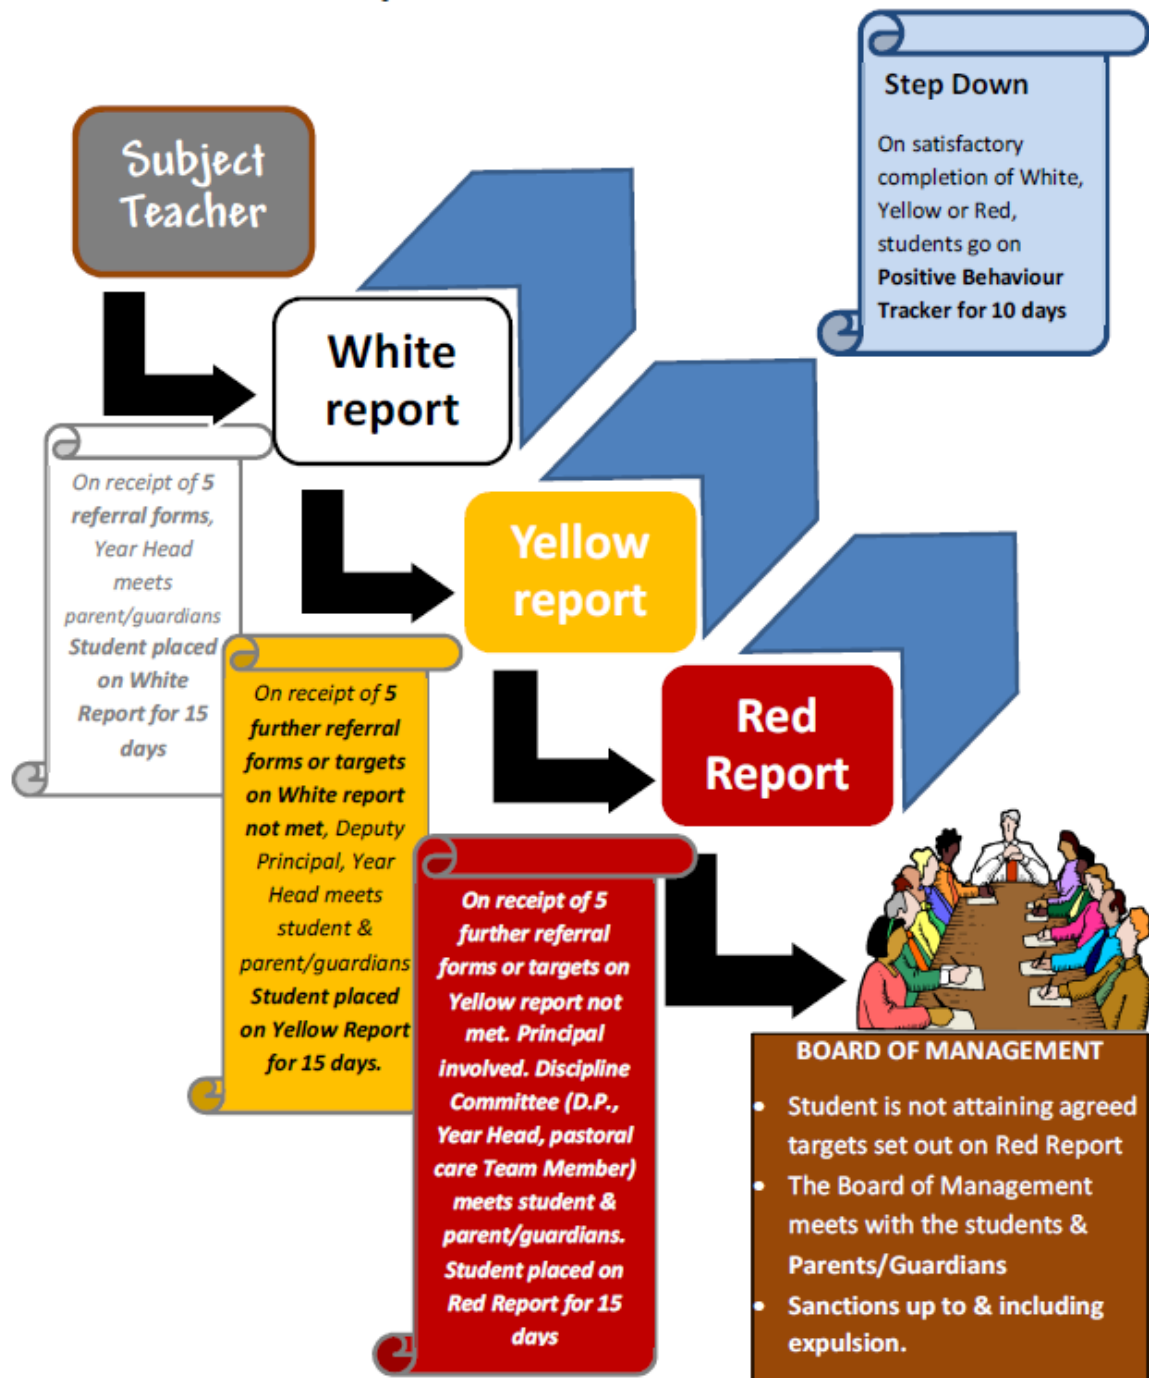 Step Down
On satisfactory
completion of White,
Yellow or Red,
students go on
Positive Behaviour
Tracker for 10 days
Subject
Teacher
White
report
On receipt of 5
referral forms,
Year Head
meets
parent/guardians
Student placed
on White
Report for 15
days
Yellow
report
On receipt of 5
further referral
forms or targets
on White report
not met, Deputy
Principal, Year
Head meets
student &
parent/guardians
Student placed
on Yellow Report
for 15 days.
Red
Report
On receipt of 5
further referral
forms or targets on
Yellow report not
met. Principal
involved. Discipline
Committee (D.P.,
Year Head, pastoral
care Team Member)
meets student &
parent/guardians.
Student placed on
Red Report for 15
days
BOARD OF MANAGEMENT
• Student is not attaining agreed
targets set out on Red Report
• The Board of Management
meets with the students &
Parents/Guardians
• Sanctions up to & including
expulsion.